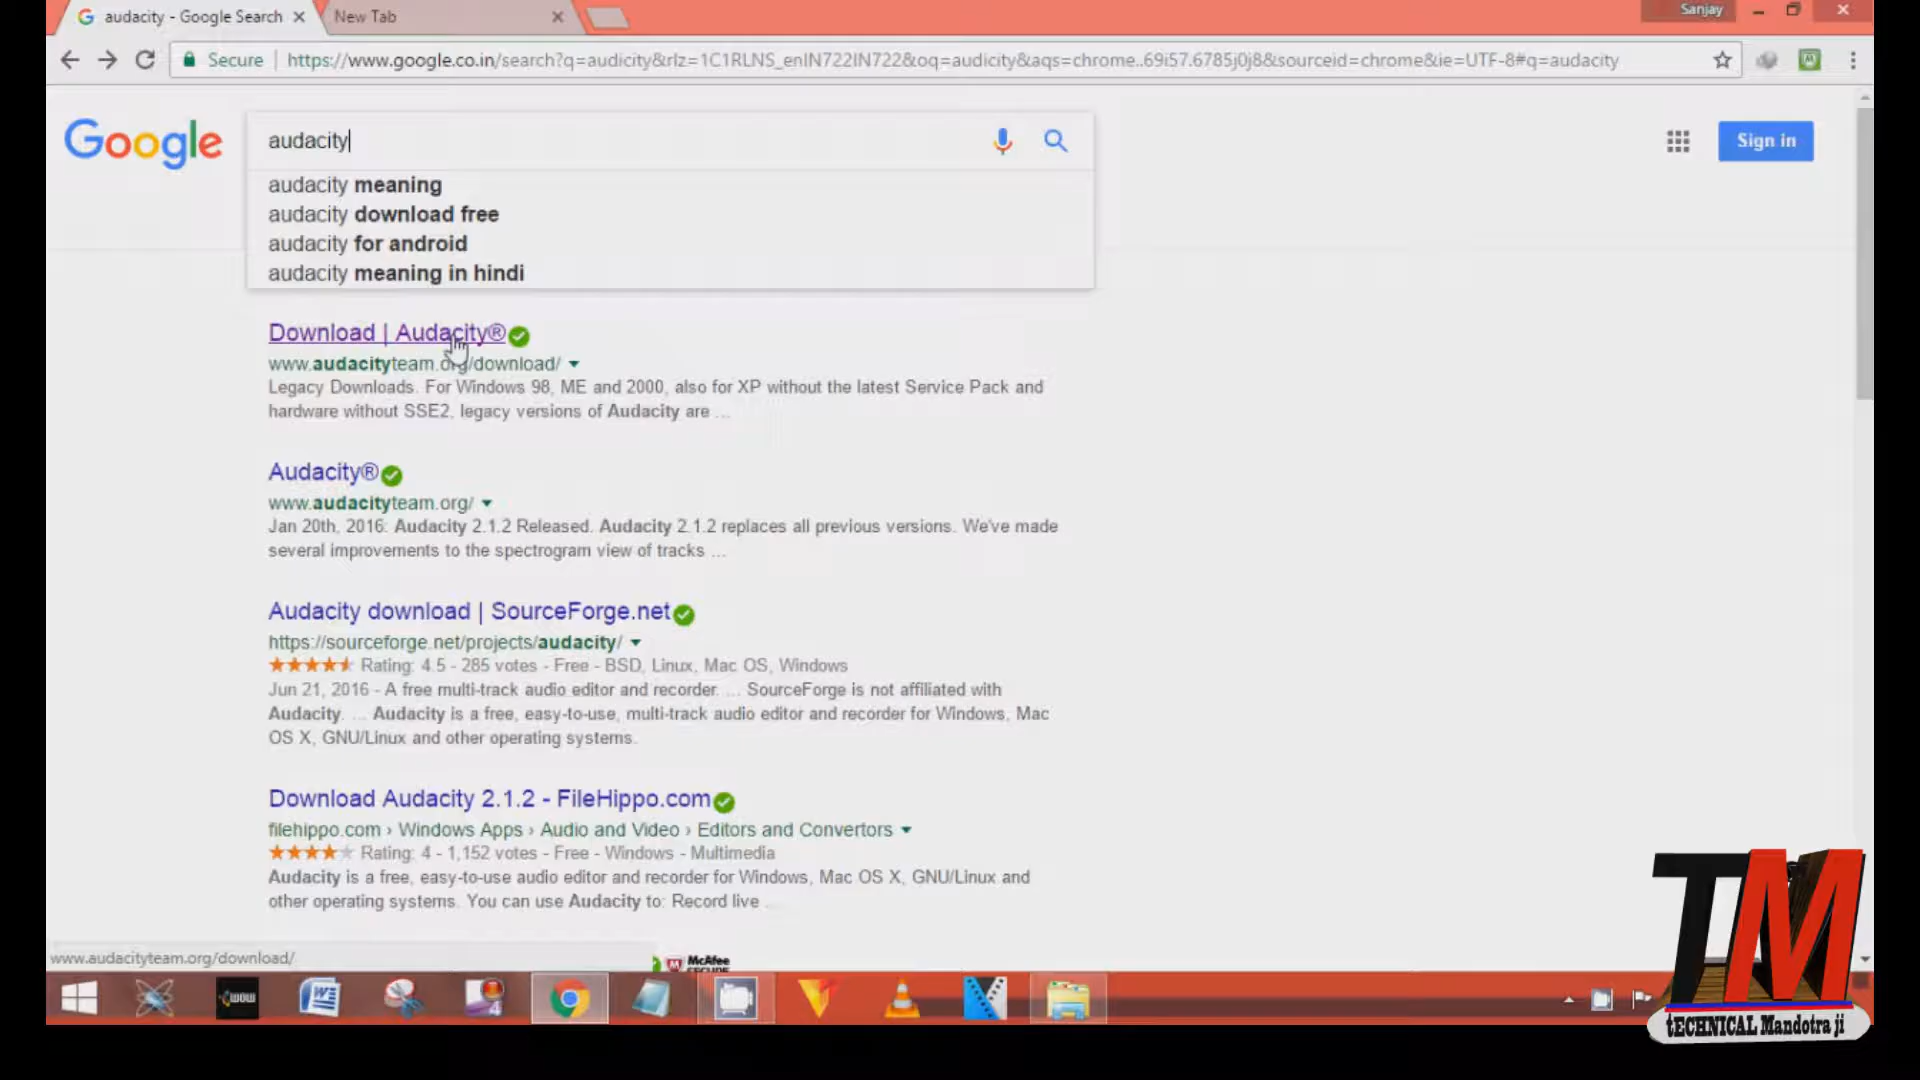 audacity - Google Search
New Tab
Sanjay
Secure
https://www.google.co.in/search?q=audicity&rlz=1C1RLNS_enIN722IN722&oq=audicity&aqs=chrome..69i57.6785j0j8&sourceid=chrome&ie=UTF-8#q=audacity
Google
audacity
Sign in
audacity meaning
audacity download free
audacity for android
audacity meaning in hindi
Download | Audacity®
www.audacityteam.org/download/
Legacy Downloads. For Windows 98, ME and 2000, also for XP without the latest Service Pack and
hardware without SSE2, legacy versions of Audacity are ...
Audacity®
www.audacityteam.org/
Jan 20th, 2016: Audacity 2.1.2 Released. Audacity 2.1.2 replaces all previous versions. We've made
several improvements to the spectrogram view of tracks ...
Audacity download | SourceForge.net
https://sourceforge.net/projects/audacity/
Rating: 4.5 - 285 votes - Free - BSD, Linux, Mac OS, Windows
Jun 21, 2016 - A free multi-track audio editor and recorder. ... SourceForge is not affiliated with
Audacity. ... Audacity is a free, easy-to-use, multi-track audio editor and recorder for Windows, Mac
OS X, GNU/Linux and other operating systems.
Download Audacity 2.1.2 - FileHippo.com
filehippo.com › Windows Apps › Audio and Video › Editors and Convertors
Rating: 4 - 1,152 votes - Free - Windows - Multimedia
Audacity is a free, easy-to-use audio editor and recorder for Windows, Mac OS X, GNU/Linux and
other operating systems. You can use Audacity to: Record live ...
www.audacityteam.org/download/
McAfee
SECURE
WOW
4
TM
tECHNICAL Mandotra ji